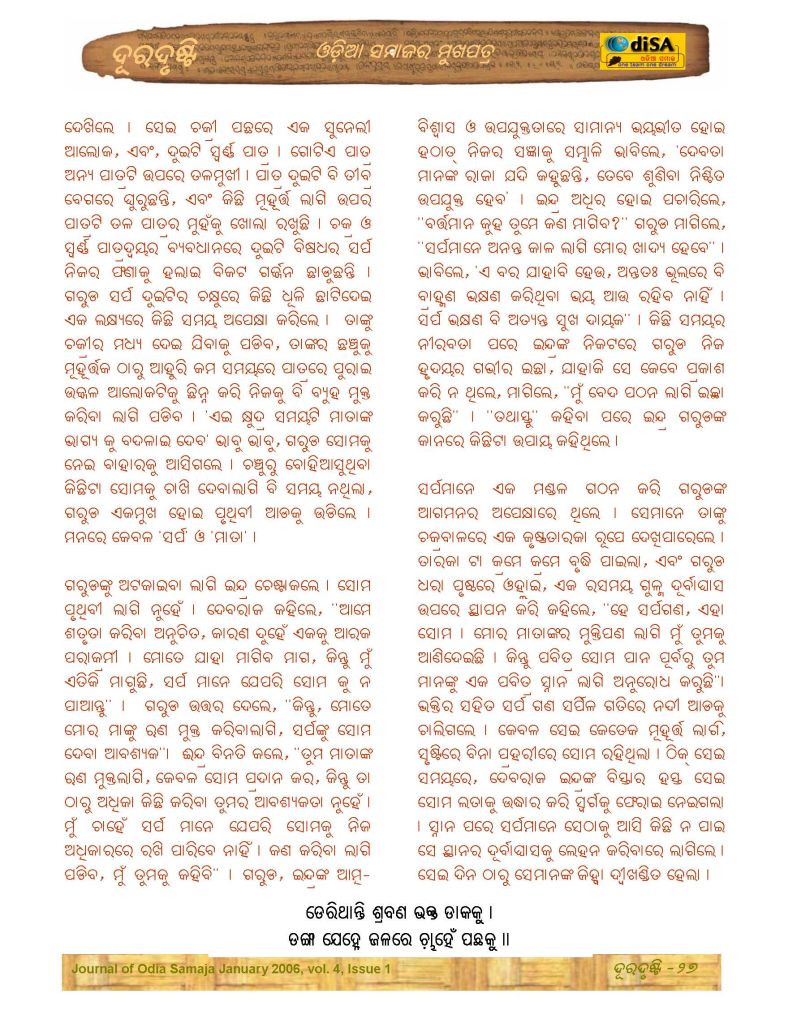 ଦୂରଦୃଷ୍ଟି
ଓଡ଼ିଆ ସମାଜର ମୁଖପତ୍ର
OdiSA
ଓଡିଆ ସମାଜ
one team one dream
ଦେଖିଲେ । ସେଇ ଚକ୍ରୀ ପଛରେ ଏକ ସୁନେଲୀ
ଆଲୋକ, ଏବଂ, ଦୁଇଟି ସ୍ୱର୍ଣ୍ଣ ପାତ୍ର । ଗୋଟିଏ ପାତ୍ର
ଅନ୍ୟ ପାତ୍ରଟି ଉପରେ ତଳମୁଖୀ । ପାତ୍ର ଦୁଇଟି ବି ତୀବ୍ର
ବେଗରେ ଘୁରୁଛନ୍ତି, ଏବଂ କିଛି ମୂହୂର୍ତ୍ତ ଲାଗି ଉପର
ପାତ୍ରଟି ତଳ ପାତ୍ରର ମୁହଁକୁ ଖୋଲା ରଖୁଛି । ଚକ୍ର ଓ
ସ୍ୱର୍ଣ୍ଣ ପାତ୍ରଦ୍ୱୟର ବ୍ୟବଧାନରେ ଦୁଇଟି ବିଷଧର ସର୍ପ
ନିଜର ଫଣାକୁ ହଲାଇ ବିକଟ ଗର୍ଜ୍ଜନ ଛାଡୁଛନ୍ତି ।
ଗରୁଡ ସର୍ପ ଦୁଇଟିର ଚକ୍ଷୁରେ କିଛି ଧୂଳି ଛାଟିଦେଇ
ଏକ ଲକ୍ଷ୍ୟରେ କିଛି ସମୟ ଅପେକ୍ଷା କରିଲେ । ତାଙ୍କୁ
ଚକ୍ରୀର ମଧ୍ୟ ଦେଇ ଯିବାକୁ ପଡିବ, ତାଙ୍କର ଛଞ୍ଚୁକୁ
ମୂହୂର୍ତ୍ତକ ଠାରୁ ଆହୁରି କମ ସମୟରେ ପାତ୍ରରେ ପୁରାଇ
ଉଜ୍ଜଳ ଆଲୋକଟିକୁ ଛିନ୍ନ କରି ନିଜକୁ ବି ବ୍ୟୁହ ମୁକ୍ତ
କରିବା ଲାଗି ପଡିବ । 'ଏଇ କ୍ଷୁଦ୍ର ସମୟଟି ମାତାଙ୍କ
ଭାଗ୍ୟ କୁ ବଦଳାଇ ଦେବ' ଭାବୁ ଭାବୁ, ଗରୁଡ ସୋମକୁ
ନେଇ ବାହାରକୁ ଆସିଗଲେ । ଚଞ୍ଚୁରୁ ବୋହିଆସୁଥିବା
କିଛିଟା ସୋମକୁ ଚାଖି ଦେବାଲାଗି ବି ସମୟ ନଥିଲା,
ଗରୁଡ ଏକମୁଖ ହୋଇ ପୃଥିବୀ ଆଡକୁ ଉଡିଲେ ।
ମନରେ କେବଳ 'ସର୍ପ' ଓ 'ମାତା' ।
ଗରୁଡଙ୍କୁ ଅଟକାଇବା ଲାଗି ଇନ୍ଦ୍ର ଚେଷ୍ଟାକଲେ । ସୋମ
ପୃଥିବୀ ଲାଗି ନୁହେଁ । ଦେବରାଜ କହିଲେ, "ଆମେ
ଶତ୍ରୃତା କରିବା ଅନୁଚିତ, କାରଣ ଦୁହେଁ ଏକକୁ ଆରକ
ପରାକ୍ରମୀ । ମୋତେ ଯାହା ମାଗିବ ମାଗ, କିନ୍ତୁ ମୁଁ
ଏତିକି ମାଗୁଛି, ସର୍ପ ମାନେ ଯେପରି ସୋମ କୁ ନ
ପାଆନ୍ତୁ" । ଗରୁଡ ଉତ୍ତର ଦେଲେ, "କିନ୍ତୁ, ମୋତେ
ମୋର ମାଙ୍କୁ ଋଣ ମୁକ୍ତ କରିବାଲାଗି, ସର୍ପଙ୍କୁ ସୋମ
ଦେବା ଆବଶ୍ୟକ"। ଈନ୍ଦ୍ର ବିନତି କଲେ, "ତୁମ ମାତାଙ୍କ
ଋଣ ମୁକ୍ତଲାଗି, କେବଳ ସୋମ ପ୍ରଦାନ କର, କିନ୍ତୁ ତା
ଠାରୁ ଅଧିକା କିଛି କରିବା ତୁମର ଆବଶ୍ୟକତା ନୁହେଁ ।
ମୁଁ ଚାହେଁ ସର୍ପ ମାନେ ଯେପରି ସୋମକୁ ନିଜ
ଅଧିକାରରେ ରଖି ପାରିବେ ନାହିଁ । କଣ କରିବା ଲାଗି
ପଡିବ, ମୁଁ ତୁମକୁ କହିବି" । ଗରୁଡ, ଇନ୍ଦ୍ରଙ୍କ ଆତ୍ମ-
ବିଶ୍ୱାସ ଓ ଉପଯୁକ୍ତତାରେ ସାମାନ୍ୟ ଭୟଭୀତ ହୋଇ
ହଠାତ୍ ନିଜର ସଜ୍ଞାକୁ ସମ୍ଭାଳି ଭାବିଲେ, 'ଦେବତା
ମାନଙ୍କ ରାଜା ଯଦି କହୁଛନ୍ତି, ତେବେ ଶୁଣିବା ନିଶ୍ଚିତ
ଉପଯୁକ୍ତ ହେବ' । ଇନ୍ଦ୍ର ଅଧିର ହୋଇ ପଚାରିଲେ,
"ବର୍ତ୍ତମାନ କୁହ ତୁମେ କଣ ମାଗିବ?" ଗରୁଡ ମାଗିଲେ,
"ସର୍ପମାନେ ଅନନ୍ତ କାଳ ଲାଗି ମୋର ଖାଦ୍ୟ ହେବେ" ।
ଭାବିଲେ, 'ଏ ବର ଯାହାବି ହେଉ, ଅନ୍ତତଃ ଭୂଲରେ ବି
ବ୍ରାହ୍ମଣ ଭକ୍ଷଣ କରିଥିବା ଭୟ ଆଉ ରହିବ ନାହିଁ ।
ସର୍ପ ଭକ୍ଷଣ ବି ଅତ୍ୟନ୍ତ ସୁଖ ଦାୟକ" । କିଛି ସମୟର
ନୀରବତା ପରେ ଇନ୍ଦ୍ରଙ୍କ ନିକଟରେ ଗରୁଡ ନିଜ
ହୃଦୟର ଗଭୀର ଇଛା, ଯାହାକି ସେ କେବେ ପ୍ରକାଶ
କରି ନ ଥିଲେ, ମାଗିଲେ, "ମୁଁ ବେଦ ପଠନ ଲାଗି ଇଚ୍ଛା
କରୁଛି" । "ତଥାସ୍ତୁ" କହିବା ପରେ ଇନ୍ଦ୍ର ଗରୁଡଙ୍କ
କାନରେ କିଛିଟା ଉପାୟ କହିଥିଲେ ।
ସର୍ପମାନେ ଏକ ମଣ୍ଡଳ ଗଠନ କରି ଗରୁଡଙ୍କ
ଆଗମନର ଅପେକ୍ଷାରେ ଥିଲେ । ସେମାନେ ତାଙ୍କୁ
ଚକ୍ରବାଳରେ ଏକ କୃଷ୍ଣତାରକା ରୂପେ ଦେଖିପାରେଲେ ।
ତାରକା ଟା କ୍ରମେ କ୍ରମେ ବୃଦ୍ଧି ପାଇଲା, ଏବଂ ଗରୁଡ
ଧରା ପୃଷ୍ଟରେ ଓହ୍ଲାଇ, ଏକ ରସମୟ ଗୁଳ୍ମ ଦୂର୍ବାଘାସ
ଉପରେ ସ୍ଥାପନ କରି କହିଲେ, "ହେ ସର୍ପଗଣ, ଏହା
ସୋମ । ମୋର ମାତାଙ୍କର ମୁକ୍ତିପଣ ଲାଗି ମୁଁ ତୁମକୁ
ଆଣିଦେଇଛି । କିନ୍ତୁ ପବିତ୍ର ସୋମ ପାନ ପୂର୍ବରୁ ତୁମ
ମାନଙ୍କୁ ଏକ ପବିତ୍ର ସ୍ନାନ ଲାଗି ଅନୁରୋଧ କରୁଛି"।
ଭକ୍ତିର ସହିତ ସର୍ପ ଗଣ ସର୍ପିଳ ଗତିରେ ନଦୀ ଆଡକୁ
ଚାଲିଗଲେ । କେବଳ ସେଇ କେତେକ ମୂହୂର୍ତ୍ତ ଲାଗି,
ସୃଷ୍ଟିରେ ବିନା ପ୍ରହରୀରେ ସୋମ ରହିଥିଲା । ଠିକ୍ ସେଇ
ସମୟରେ, ଦେବରାଜ ଇନ୍ଦ୍ରଙ୍କ ବିସ୍ତାର ହସ୍ତ ସେଇ
ସୋମ ଲତାକୁ ଉଦ୍ଧାର କରି ସ୍ୱର୍ଗକୁ ଫେରାଇ ନେଇଗଲା
। ସ୍ନାନ ପରେ ସର୍ପମାନେ ସେଠାକୁ ଆସି କିଛି ନ ପାଇ
ସେ ସ୍ଥାନର ଦୂର୍ବାଘାସକୁ ଲେହନ କରିବାରେ ଲାଗିଲେ ।
ସେଇ ଦିନ ଠାରୁ ସେମାନଙ୍କ ଜିହ୍ୱା ଦ୍ୱୀଖଣ୍ଡିତ ହେଲା ।
ଡେରିଥାନ୍ତି ଶ୍ରବଣ ଭକ୍ତ ଡାକକୁ ।
ଡଙ୍ଗା ଯେହ୍ନେ ଜଳରେ ଚାହେଁ ପଛକୁ ॥
Journal of Odia Samaja January 2006, vol. 4, Issue 1
ଦୂରଦୃଷ୍ଟି - ୨୭